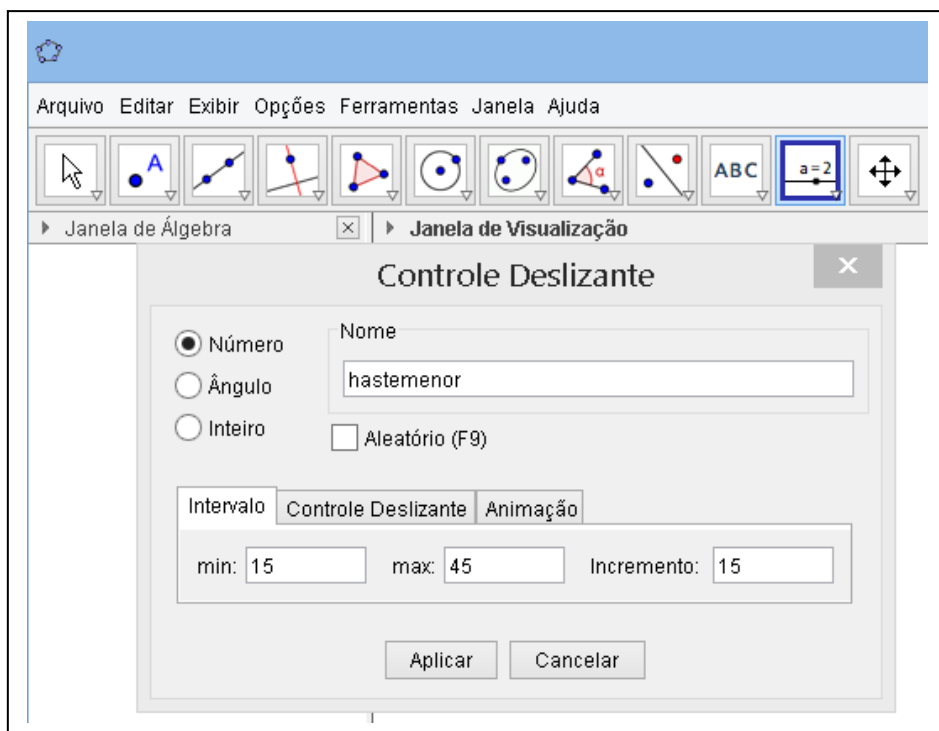 Arquivo Editar Exibir Opções Ferramentas Janela Ajuda
A α ABC a=2
Janela de Álgebra Janela de Visualização
Controle Deslizante
Número
Ângulo
Inteiro
Nome
hastemenor
Aleatório (F9)
Intervalo Controle Deslizante Animação
min: 15 max: 45 Incremento: 15
Aplicar Cancelar